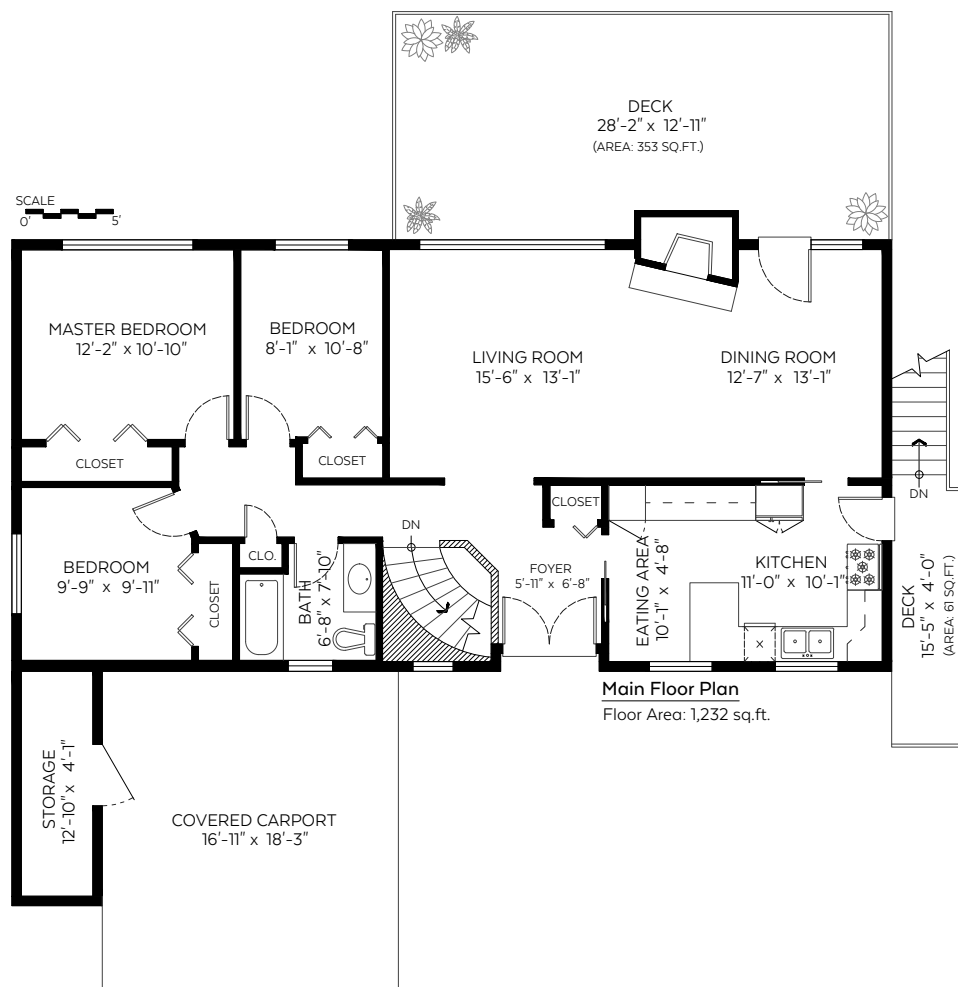 DECK
28'-2" x 12'-11"
(AREA: 353 SQ.FT.)
SCALE
0' 5'
MASTER BEDROOM
12'-2" x 10'-10"
BEDROOM
8'-1" x 10'-8"
LIVING ROOM
15'-6" x 13'-1"
DINING ROOM
12'-7" x 13'-1"
CLOSET
CLOSET
CLOSET
DN
DN
BEDROOM
9'-9" x 9'-11"
CLOSET
CLO.
BATH
6'-8" x 7'-10"
FOYER
5'-11" x 6'-8"
EATING AREA
10'-1" x 4'-8"
KITCHEN
11'-0" x 10'-1"
X
DECK
15'-5" x 4'-0"
(AREA: 61 SQ.FT.)
Main Floor Plan
Floor Area: 1,232 sq.ft.
STORAGE
12'-10" x 4'-1"
COVERED CARPORT
16'-11" x 18'-3"